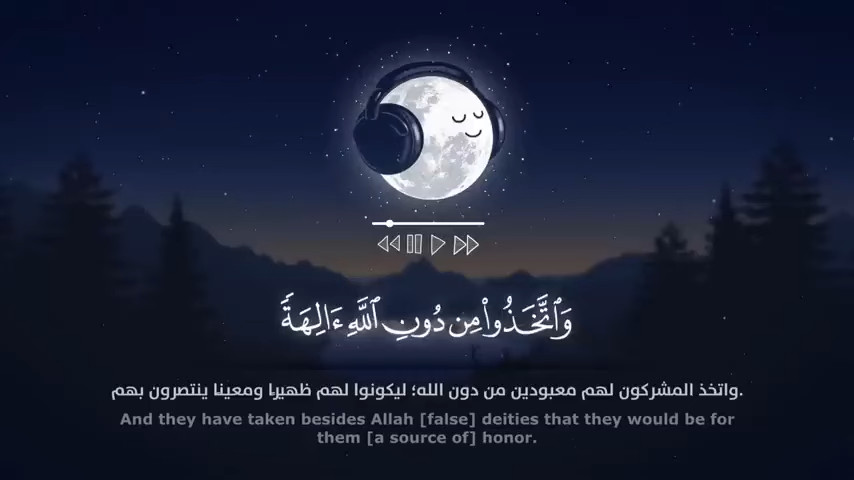 وَٱتَّخَذُوا۟ مِن دُونِ ٱللَّهِ ءَالِهَةً
واتخذ المشركون لهم معبودين من دون الله؛ ليكونوا لهم ظهيرا ومعينا ينتصرون بهم.
And they have taken besides Allah [false] deities that they would be for
them [a source of] honor.